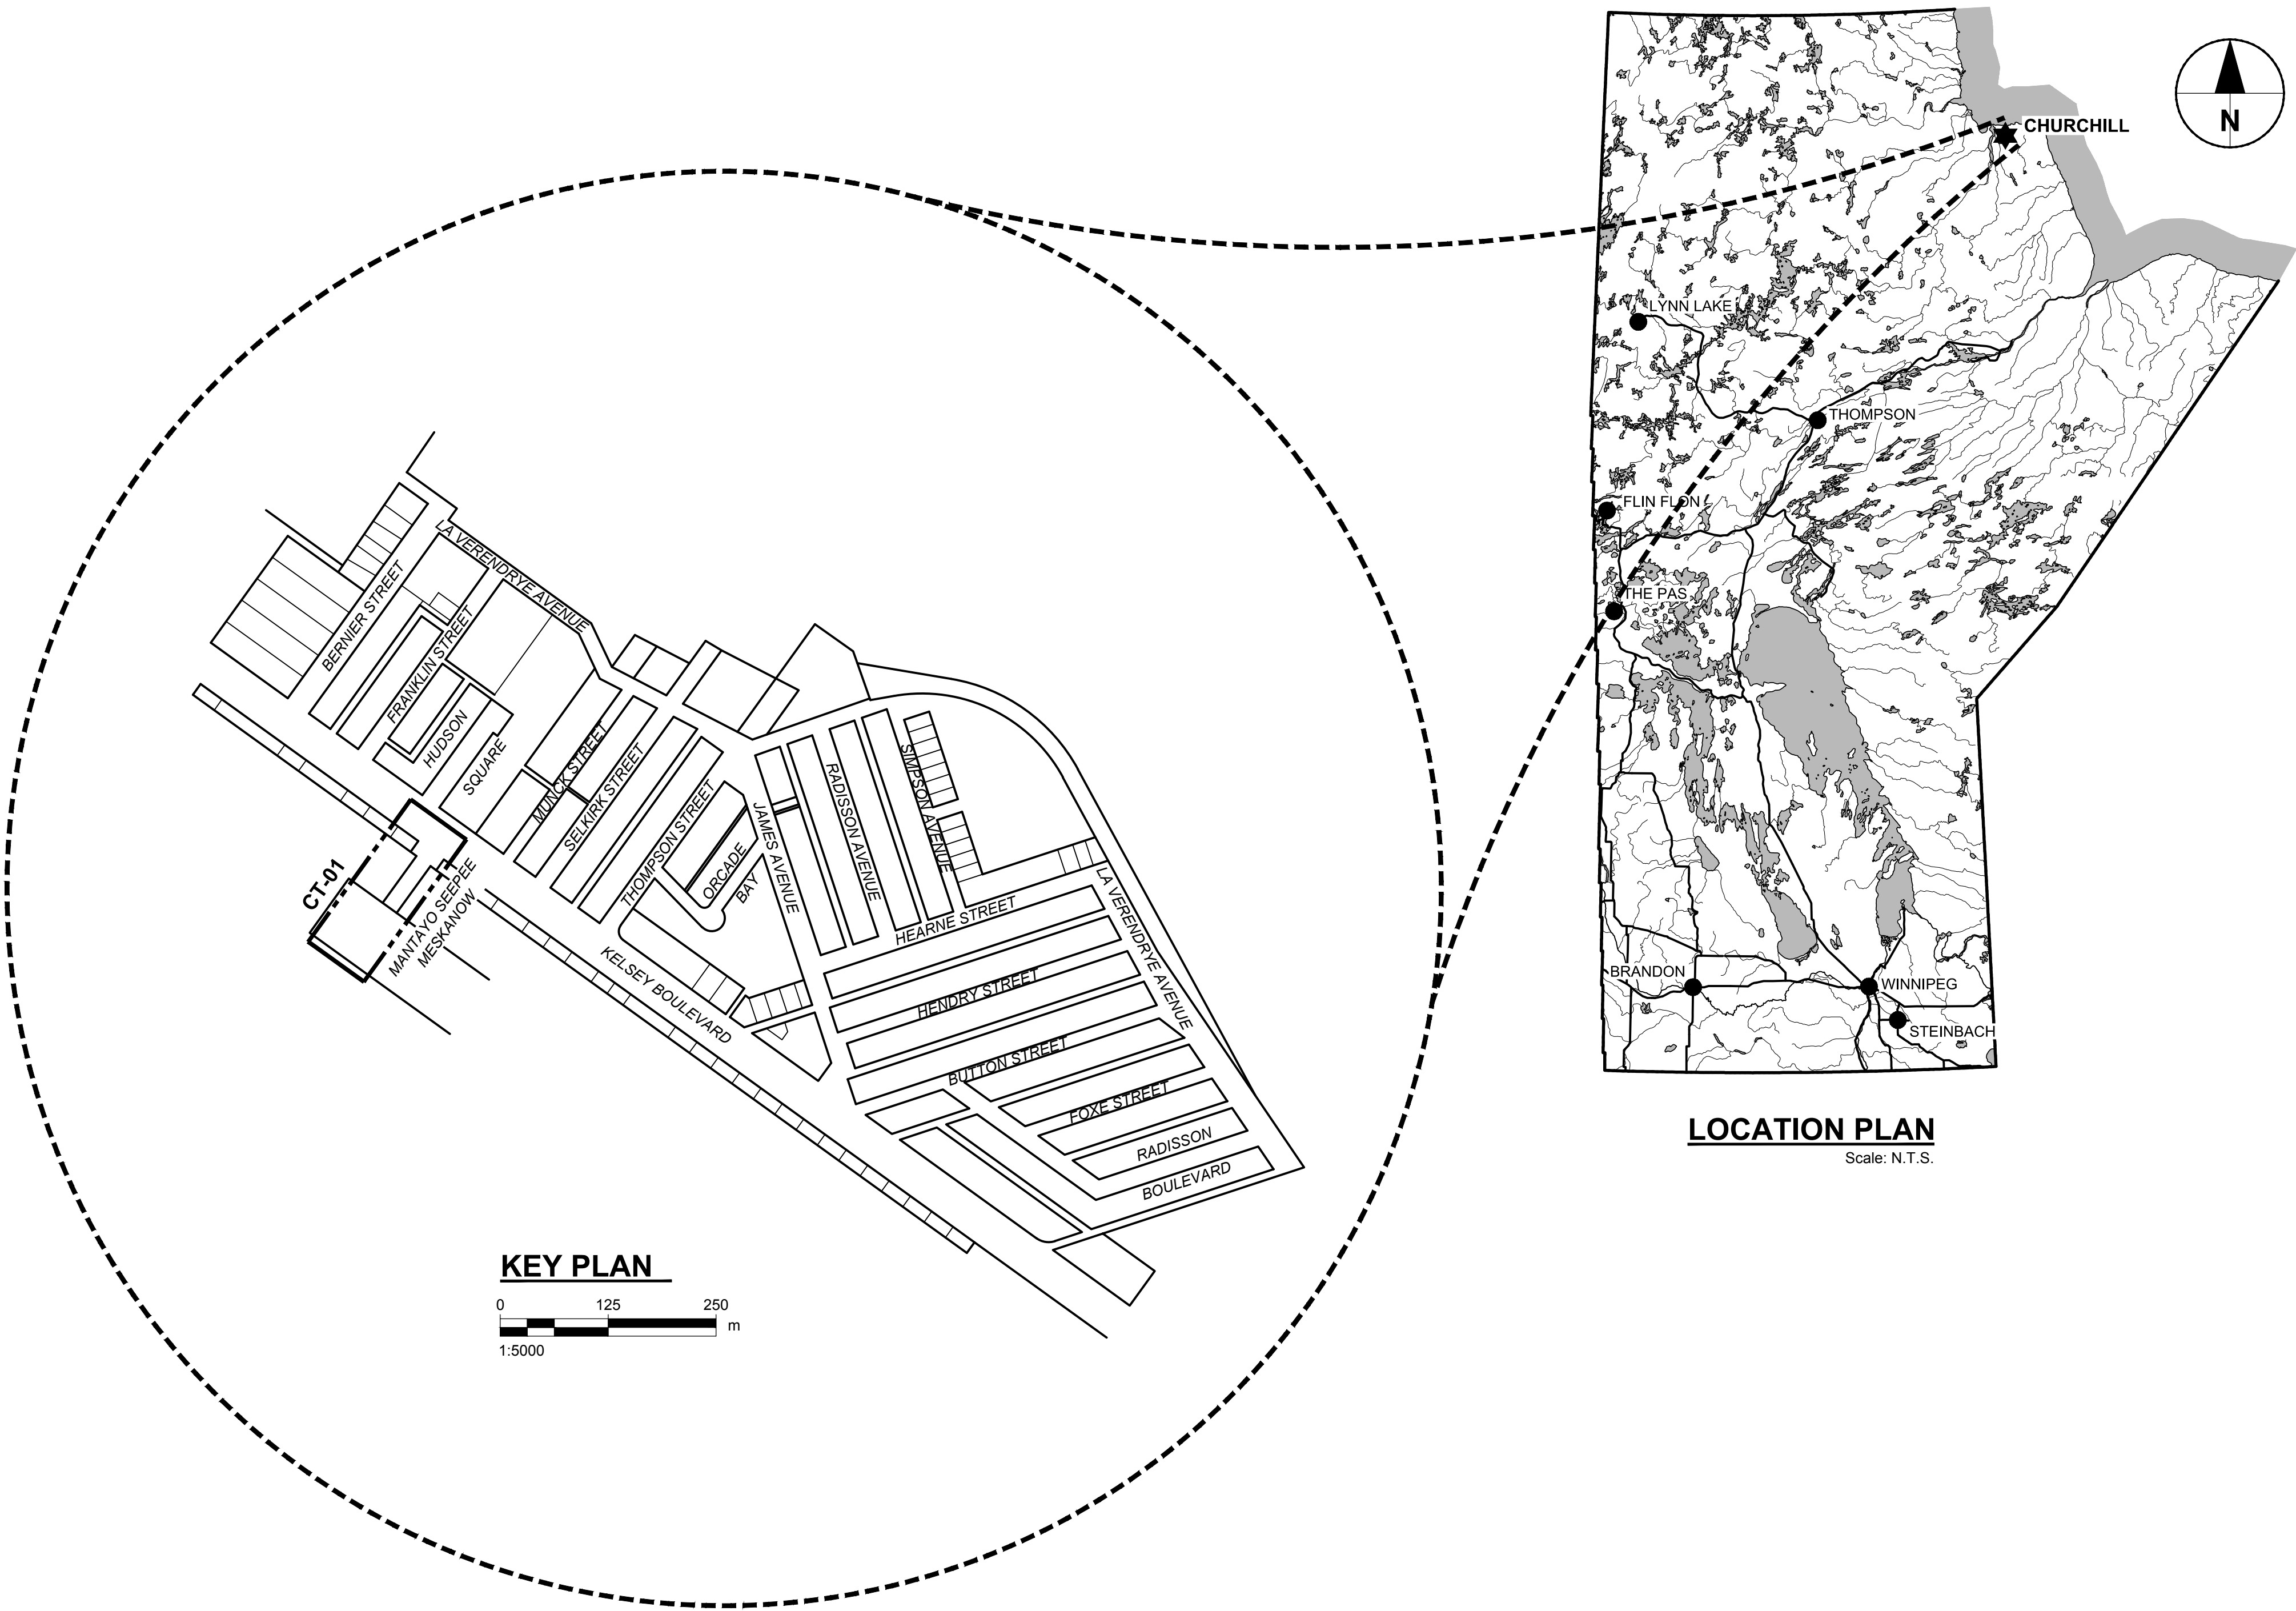 CHURCHILL
N
LYNN LAKE
THOMPSON
FLIN FLON
THE PAS
BRANDON
WINNIPEG
STEINBACH
LOCATION PLAN
Scale: N.T.S.
LA VERENDRYE AVENUE
BERNIER STREET
FRANKLIN STREET
HUDSON
SQUARE
MUNCK STREET
SELKIRK STREET
THOMPSON STREET
ORCADE
BAY
JAMES AVENUE
RADISSON AVENUE
SIMPSON AVENUE
CT-01
MANTAYO SEEPEE
MESKANOW
KELSEY BOULEVARD
HEARNE STREET
LA VERENDRYE AVENUE
HENDRY STREET
BUTTON STREET
FOXE STREET
RADISSON
BOULEVARD
KEY PLAN
0 125 250
m
1:5000